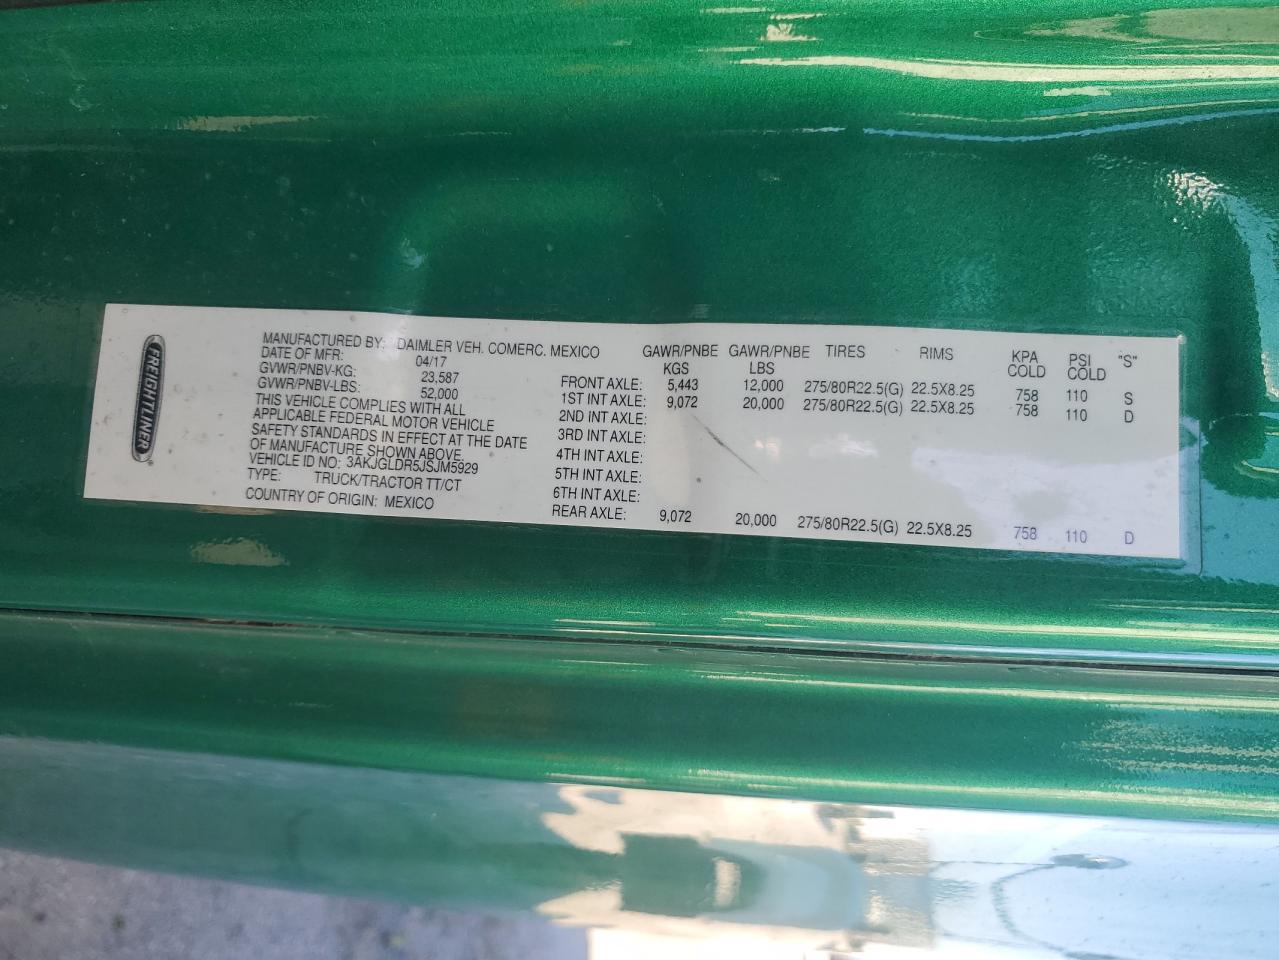 FREIGHTLINER
MANUFACTURED BY: DAIMLER VEH. COMERC. MEXICO
DATE OF MFR: 04/17
GVWR/PNBV-KG: 23,587
GVWR/PNBV-LBS: 52,000
THIS VEHICLE COMPLIES WITH ALL
APPLICABLE FEDERAL MOTOR VEHICLE
SAFETY STANDARDS IN EFFECT AT THE DATE
OF MANUFACTURE SHOWN ABOVE.
VEHICLE ID NO: 3AKJGLDR5JSJM5929
TYPE: TRUCK/TRACTOR TT/CT
COUNTRY OF ORIGIN: MEXICO
GAWR/PNBE KGS GAWR/PNBE LBS TIRES RIMS KPA COLD PSI COLD "S"
FRONT AXLE: 5,443 12,000 275/80R22.5(G) 22.5X8.25 758 110 S
1ST INT AXLE: 9,072 20,000 275/80R22.5(G) 22.5X8.25 758 110 D
2ND INT AXLE:
3RD INT AXLE:
4TH INT AXLE:
5TH INT AXLE:
6TH INT AXLE:
REAR AXLE: 9,072 20,000 275/80R22.5(G) 22.5X8.25 758 110 D